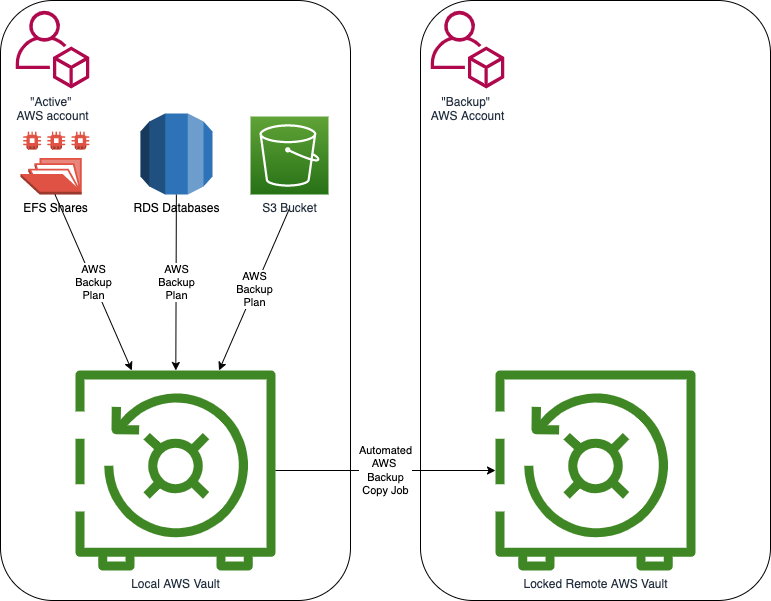 "Active"
AWS account
"Backup"
AWS Account
EFS Shares
RDS Databases
S3 Bucket
AWS
Backup
Plan
AWS
Backup
Plan
AWS
Backup
Plan
Automated
AWS
Backup
Copy Job
Local AWS Vault
Locked Remote AWS Vault